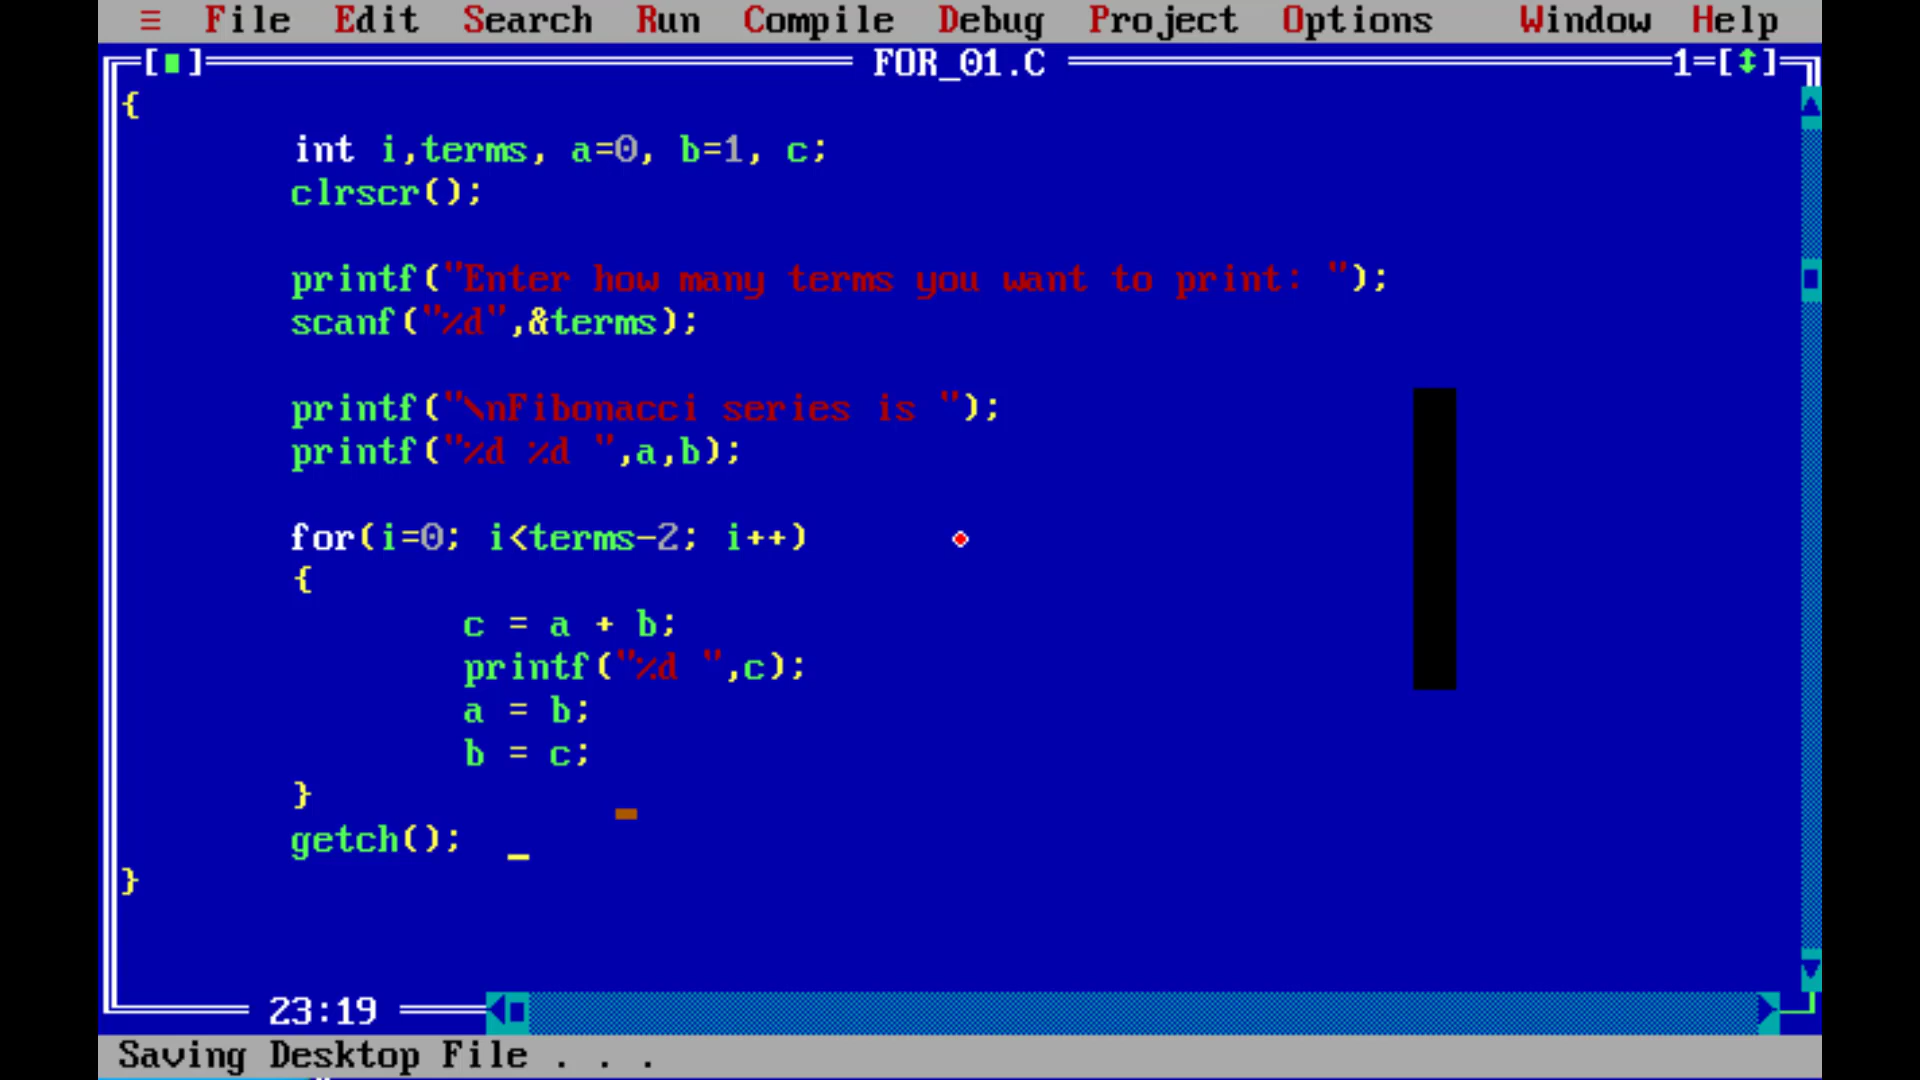 ≡ File Edit Search Run Compile Debug Project Options Window Help
[■] FOR_01.C 1=[↕]
{
int i,terms, a=0, b=1, c;
clrscr();
printf("Enter how many terms you want to print: ");
scanf("%d",&terms);
printf("\nFibonacci series is ");
printf("%d %d ",a,b);
for(i=0; i<terms-2; i++)
{
c = a + b;
printf("%d ",c);
a = b;
b = c;
}
getch();
}
23:19
Saving Desktop File . . .